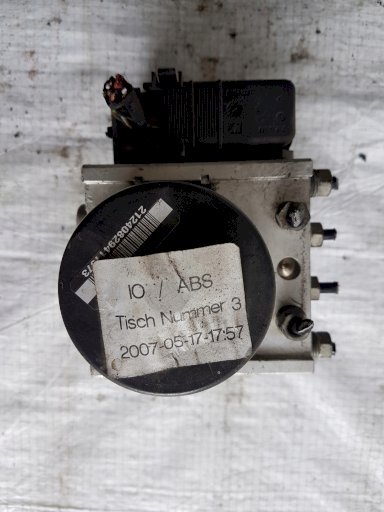 IO / ABS
Tisch Nummer 3
2007-05-17-17:57